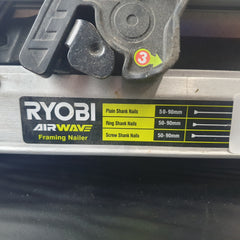 3
RYOBI
AIRWAVE
Framing Nailer
Plain Shank Nails 50-90mm
Ring Shank Nails 50-90mm
Screw Shank Nails 50-90mm